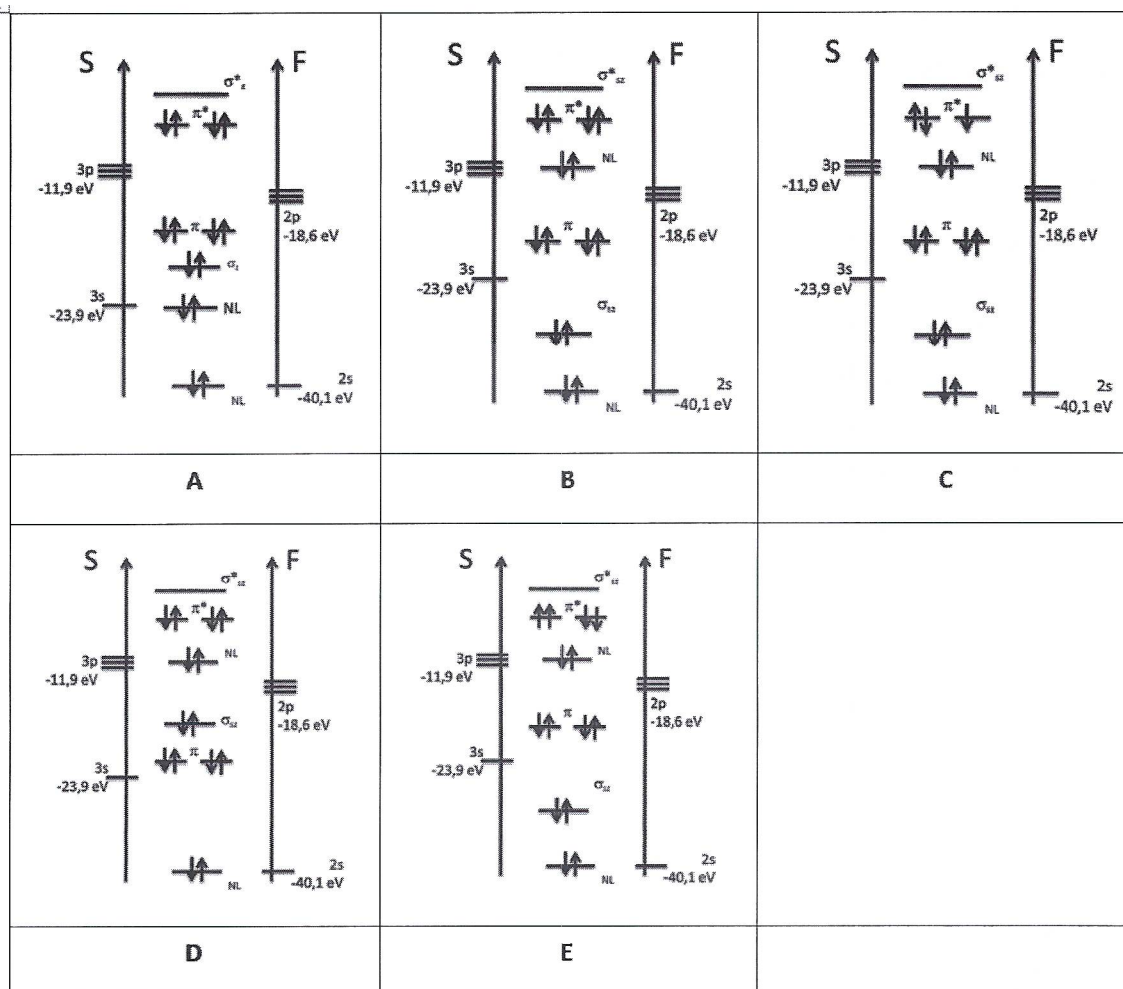 S F
σ*z
π*
3p
-11,9 eV
2p
-18,6 eV
π
σz
3s
-23,9 eV
NL
2s
-40,1 eV
NL
A
S F
σ*sz
π*
NL
3p
-11,9 eV
2p
-18,6 eV
π
3s
-23,9 eV
σsz
2s
-40,1 eV
NL
B
S F
σ*sz
π*
NL
3p
-11,9 eV
2p
-18,6 eV
π
3s
-23,9 eV
σsz
2s
-40,1 eV
NL
C
S F
σ*sz
π*
NL
3p
-11,9 eV
2p
-18,6 eV
σsz
π
3s
-23,9 eV
2s
-40,1 eV
NL
D
S F
σ*sz
π*
NL
3p
-11,9 eV
2p
-18,6 eV
π
3s
-23,9 eV
σsz
2s
-40,1 eV
NL
E